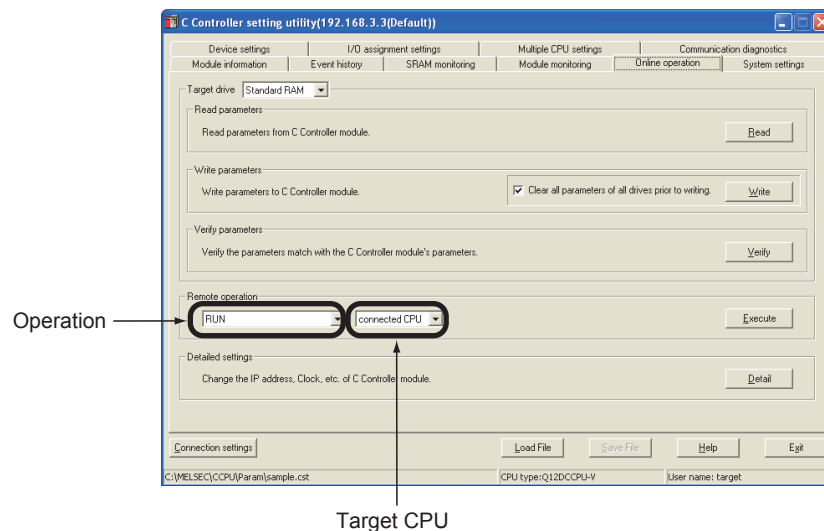 C Controller setting utility(192.168.3.3(Default))
Device settings I/O assignment settings Multiple CPU settings Communication diagnostics
Module information Event history SRAM monitoring Module monitoring Online operation System settings
Target drive Standard RAM
Read parameters
Read parameters from C Controller module. Read
Write parameters
Write parameters to C Controller module. Clear all parameters of all drives prior to writing. Write
Verify parameters
Verify the parameters match with the C Controller module's parameters. Verify
Remote operation
Operation RUN connected CPU Execute
Detailed settings
Change the IP address, Clock, etc. of C Controller module. Detail
Connection settings Load File Save File Help Exit
C:\MELSEC\CCPU\Param\sample.cst CPU type:Q12DCCPU-V User name: target
Target CPU